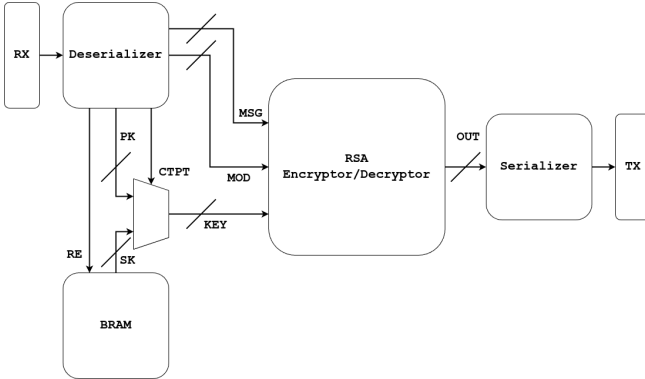 RX
Deserializer
MSG
MOD
PK
CTPT
KEY
RE
SK
BRAM
RSA
Encryptor/Decryptor
OUT
Serializer
TX